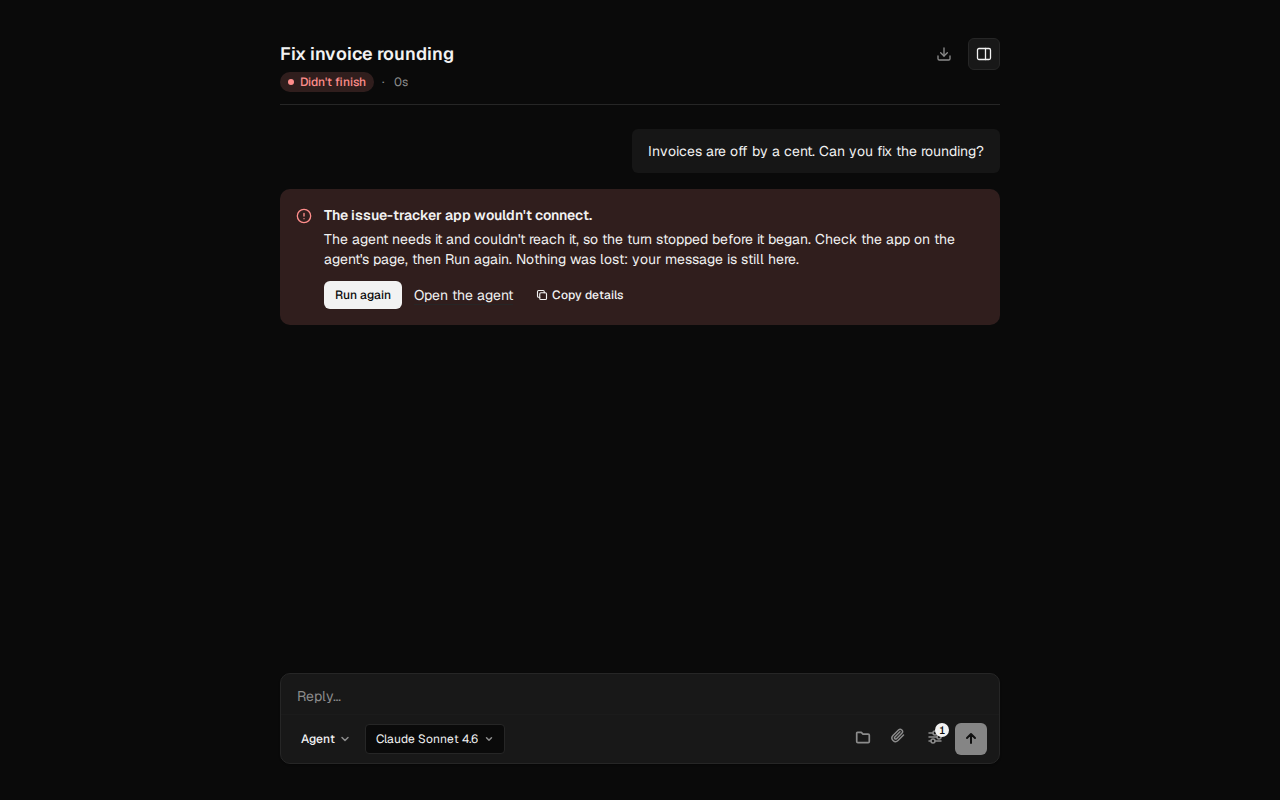 Fix invoice rounding
Didn't finish · 0s
Invoices are off by a cent. Can you fix the rounding?
The issue-tracker app wouldn't connect.
The agent needs it and couldn't reach it, so the turn stopped before it began. Check the app on the
agent's page, then Run again. Nothing was lost: your message is still here.
Run again Open the agent Copy details
Reply...
Agent Claude Sonnet 4.6 1